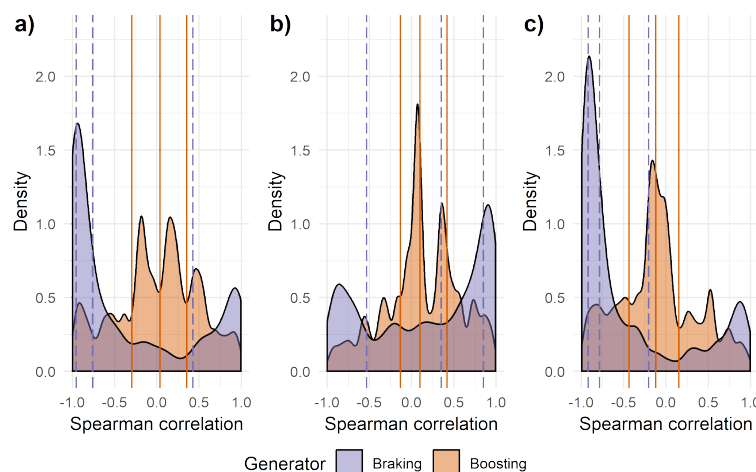 a) b) c)
Density Density Density
2.0 2.0 2.0
1.5 1.5 1.5
1.0 1.0 1.0
0.5 0.5 0.5
0.0 0.0 0.0
-1.0 -0.5 0.0 0.5 1.0 -1.0 -0.5 0.0 0.5 1.0 -1.0 -0.5 0.0 0.5 1.0
Spearman correlation Spearman correlation Spearman correlation
Generator Braking Boosting